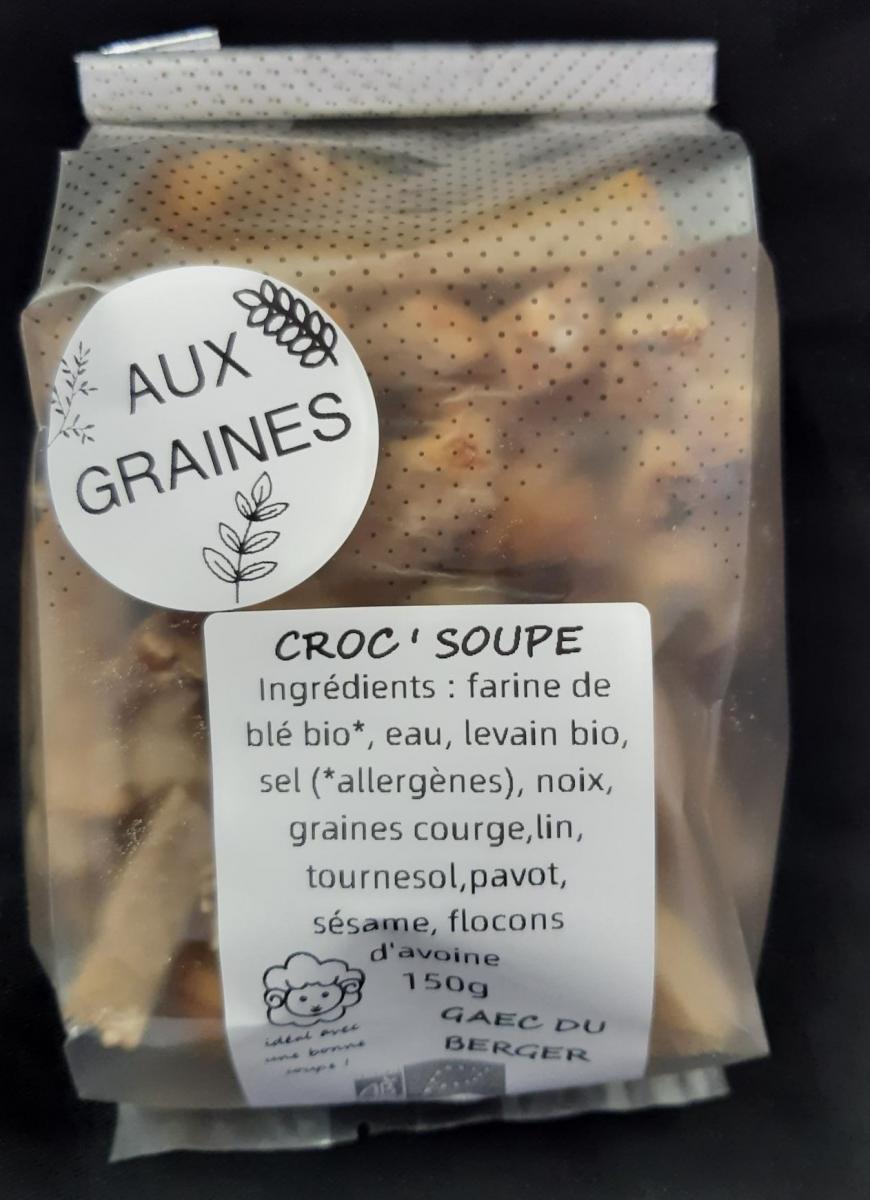 AUX
GRAINES
CROC' SOUPE
Ingrédients : farine de
blé bio*, eau, levain bio,
sel (*allergènes), noix,
graines courge,lin,
tournesol,pavot,
sésame, flocons
d'avoine
150g
GAEC DU
BERGER
idéal avec
une bonne
soupe !
AB